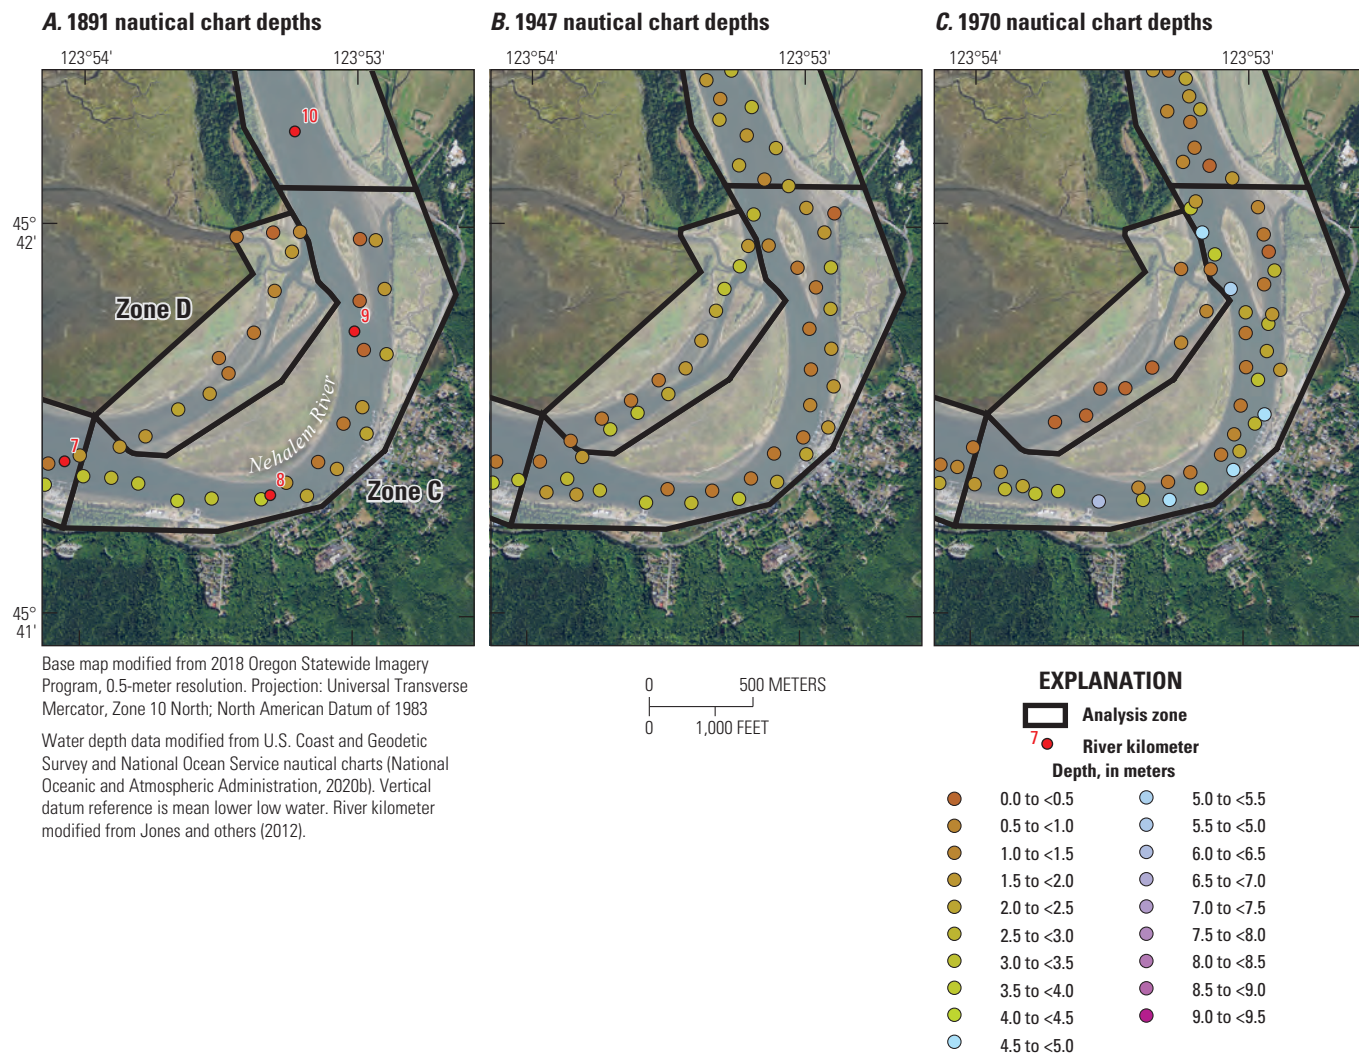 A. 1891 nautical chart depths
B. 1947 nautical chart depths
C. 1970 nautical chart depths
123°54'
123°53'
123°54'
123°53'
123°54'
123°53'
10
45°
42'
Zone D
9
Nehalem River
7
8
Zone C
45°
41'
Base map modified from 2018 Oregon Statewide Imagery
Program, 0.5-meter resolution. Projection: Universal Transverse
Mercator, Zone 10 North; North American Datum of 1983
Water depth data modified from U.S. Coast and Geodetic
Survey and National Ocean Service nautical charts (National
Oceanic and Atmospheric Administration, 2020b). Vertical
datum reference is mean lower low water. River kilometer
modified from Jones and others (2012).
0 500 METERS
0 1,000 FEET
EXPLANATION
Analysis zone
7 River kilometer
Depth, in meters
0.0 to <0.5
0.5 to <1.0
1.0 to <1.5
1.5 to <2.0
2.0 to <2.5
2.5 to <3.0
3.0 to <3.5
3.5 to <4.0
4.0 to <4.5
4.5 to <5.0
5.0 to <5.5
5.5 to <5.0
6.0 to <6.5
6.5 to <7.0
7.0 to <7.5
7.5 to <8.0
8.0 to <8.5
8.5 to <9.0
9.0 to <9.5